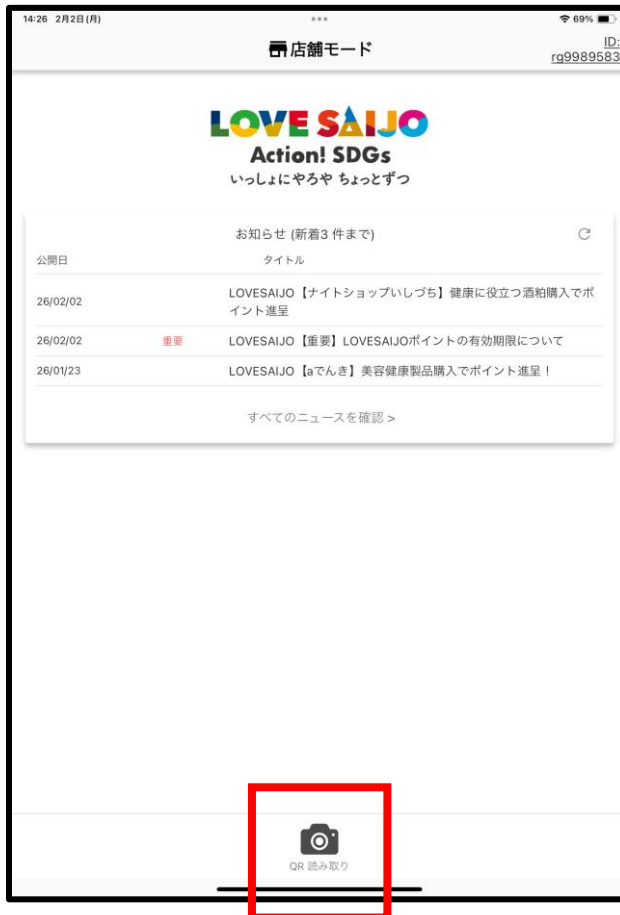 14:26 2月2日(月)
69%
店舗モード
ID:
rg9989583
LOVE SAIJO
Action! SDGs
いっしょにやろや ちょっとずつ
お知らせ (新着3 件まで)
公開日 タイトル
26/02/02 LOVESAIJO【ナイトショップいしづち】健康に役立つ酒粕購入でポ
イント進呈
26/02/02 重要 LOVESAIJO【重要】LOVESAIJOポイントの有効期限について
26/01/23 LOVESAIJO【aでんき】美容健康製品購入でポイント進呈！
すべてのニュースを確認 >
QR 読み取り